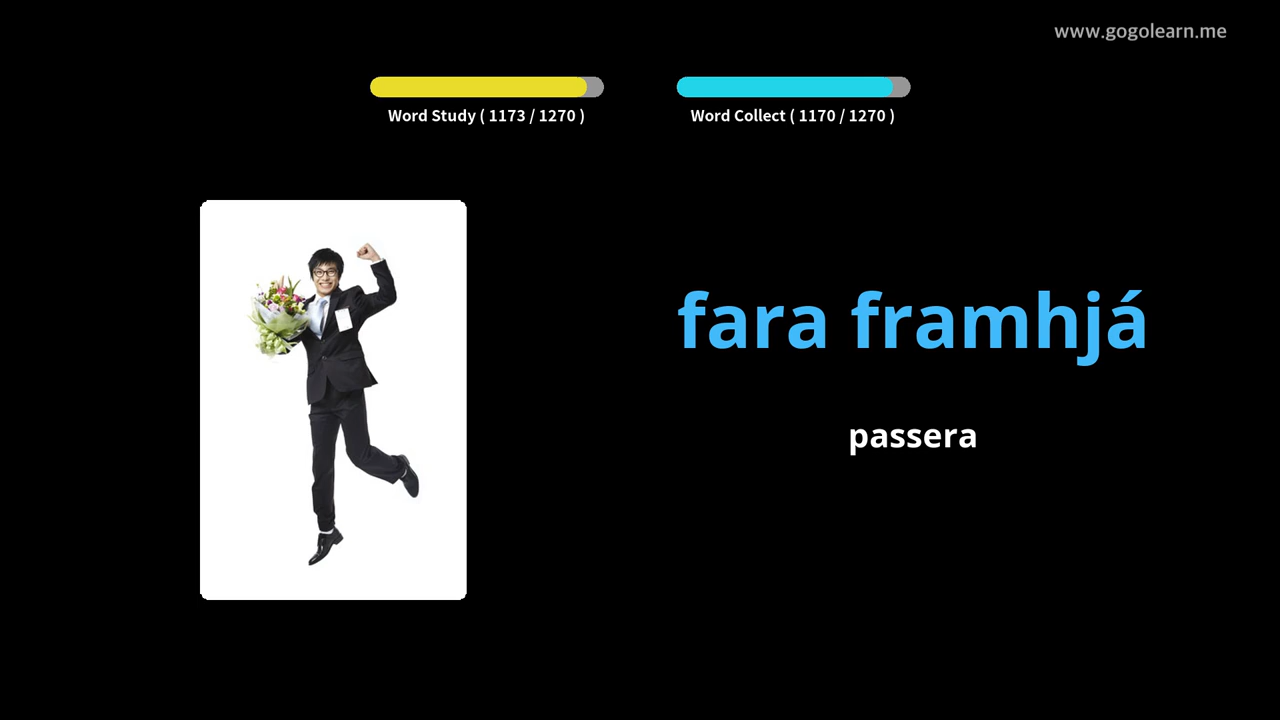 www.gogolearn.me
Word Study ( 1173 / 1270 )
Word Collect ( 1170 / 1270 )
fara framhjá
passera